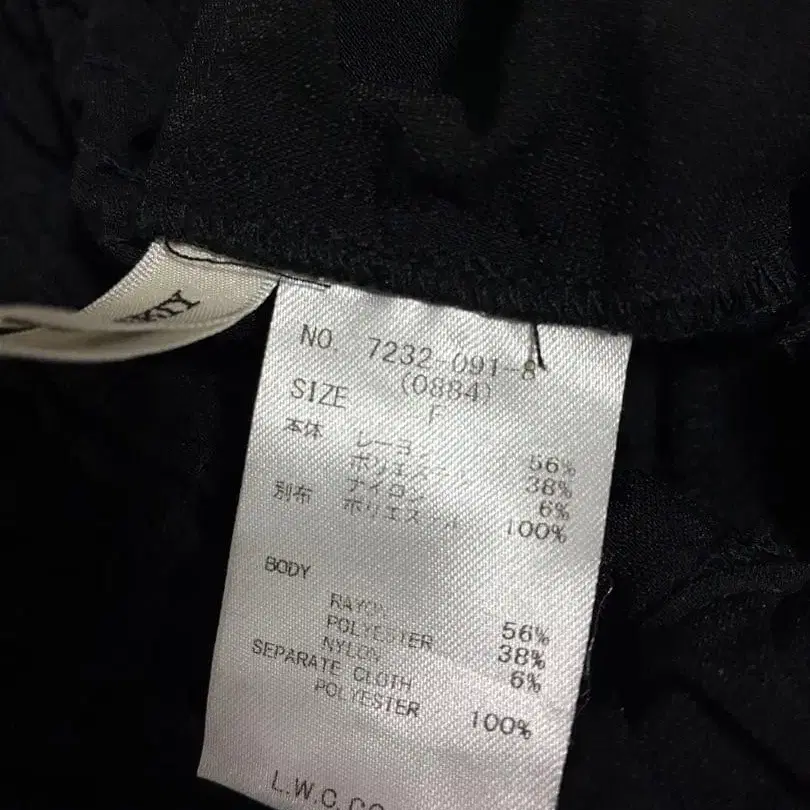 NO. 7232-091-8
(0884)
SIZE F
本体 レーヨン 56%
ポリエステル 38%
ナイロン 6%
別布 ポリエステル 100%
BODY
RAYON 56%
POLYESTER 38%
NYLON 6%
SEPARATE CLOTH
POLYESTER 100%
L.W.C.CO